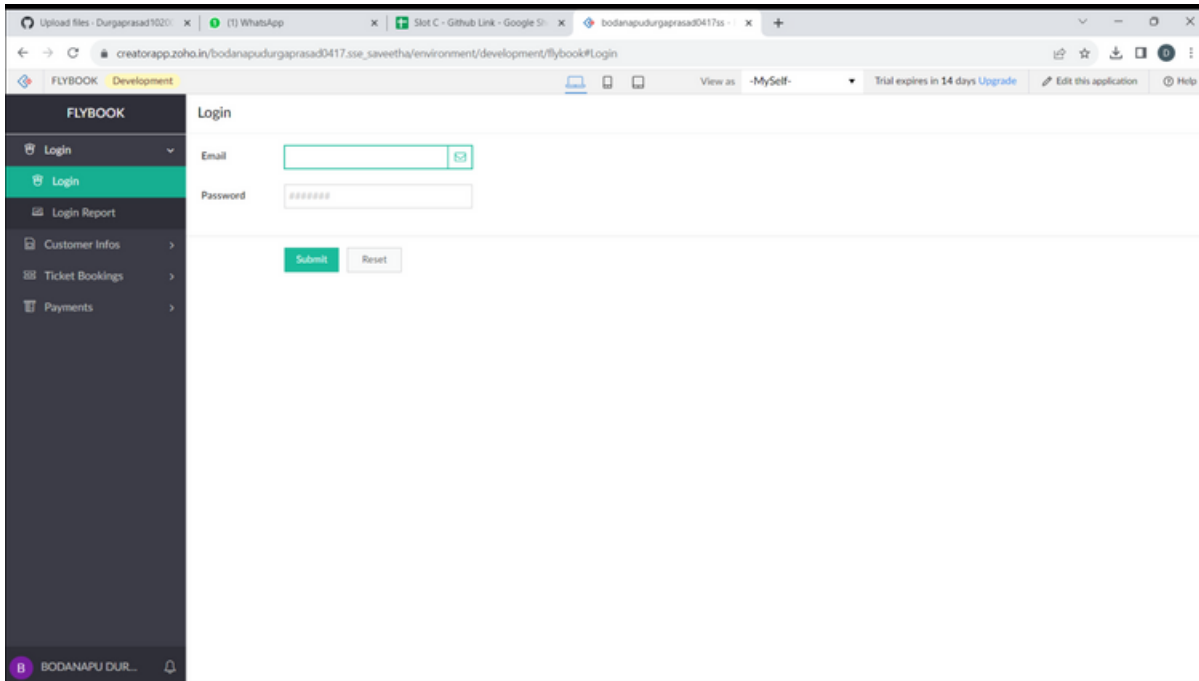 Upload files - Durgaprasad1020
(1) WhatsApp
Slot C - Github Link - Google Sh
bodanapudurgaprasad0417ss -
creatorapp.zoho.in/bodanapudurgaprasad0417.sse_saveetha/environment/development/flybook#Login
D
FLYBOOK Development
View as -MySelf-
Trial expires in 14 days Upgrade
Edit this application
Help
FLYBOOK
Login
Login
Login Report
Customer Infos
Ticket Bookings
Payments
B BODANAPU DUR...
Login
Email
Password #######
Submit Reset